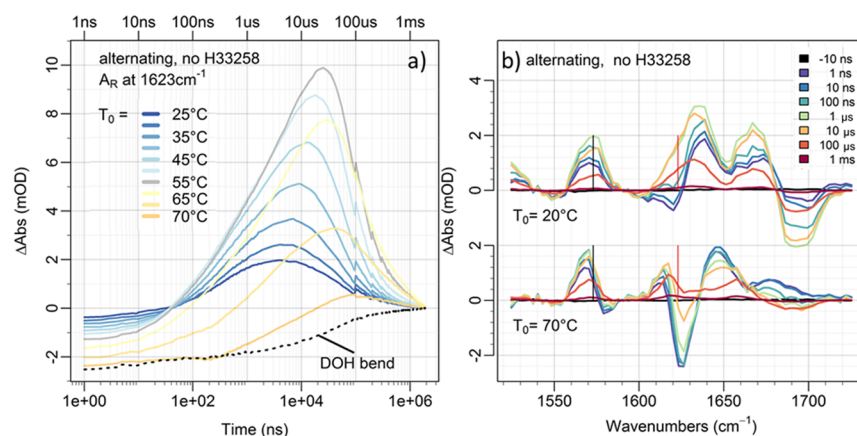 1ns 10ns 100ns 1us 10us 100us 1ms
a)
alternating, no H33258
A_R at 1623cm⁻¹
T₀ = 25°C
35°C
45°C
55°C
65°C
70°C
DOH bend
ΔAbs (mOD)
10
8
6
4
2
0
-2
1e+00 1e+02 1e+04 1e+06
Time (ns)
b)
alternating, no H33258
-10 ns
1 ns
10 ns
100 ns
1 µs
10 µs
100 µs
1 ms
T₀= 20°C
T₀= 70°C
ΔAbs (mOD)
4
2
0
2
0
-2
1550 1600 1650 1700
Wavenumbers (cm⁻¹)